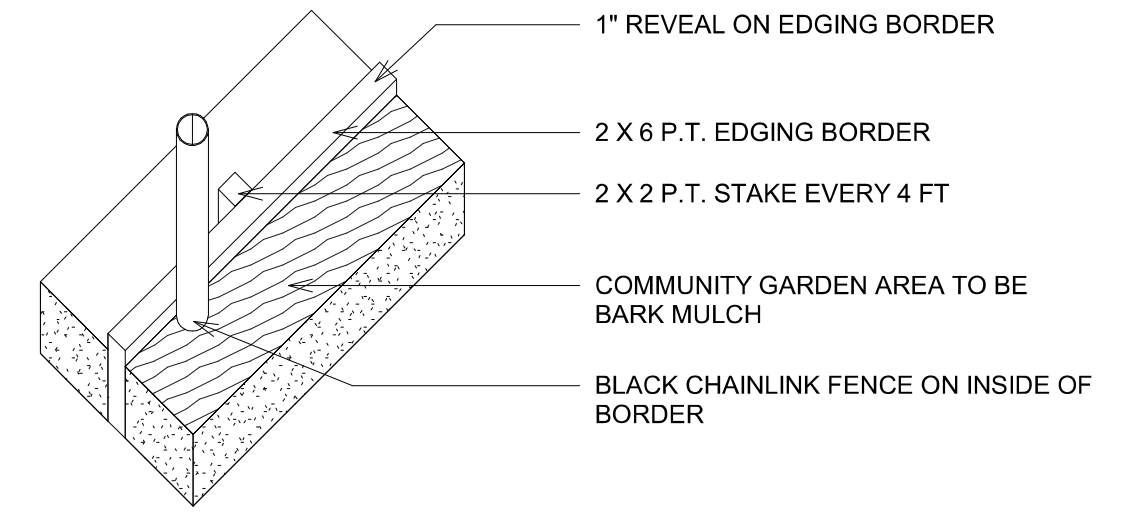 1" REVEAL ON EDGING BORDER
2 X 6 P.T. EDGING BORDER
2 X 2 P.T. STAKE EVERY 4 FT
COMMUNITY GARDEN AREA TO BE
BARK MULCH
BLACK CHAINLINK FENCE ON INSIDE OF
BORDER